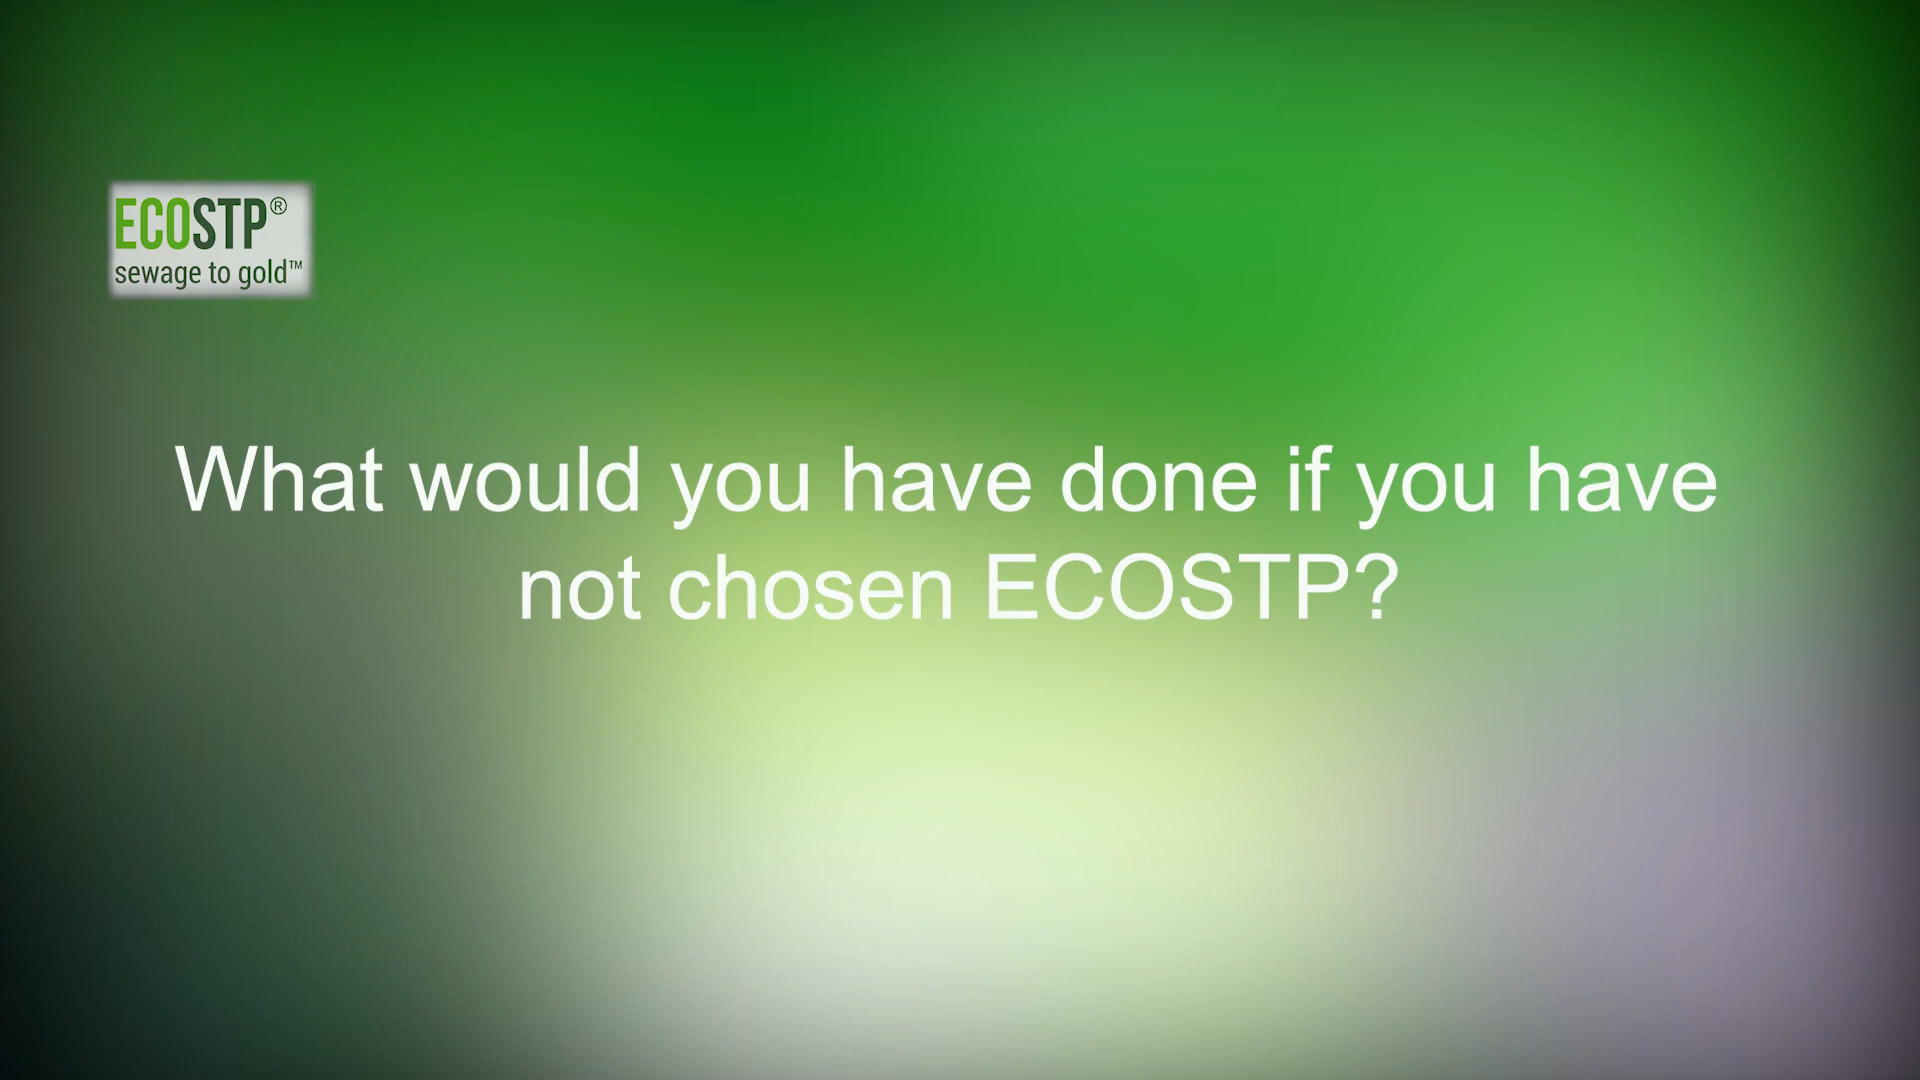 ECOSTP®
sewage to gold™
What would you have done if you have
not chosen ECOSTP?